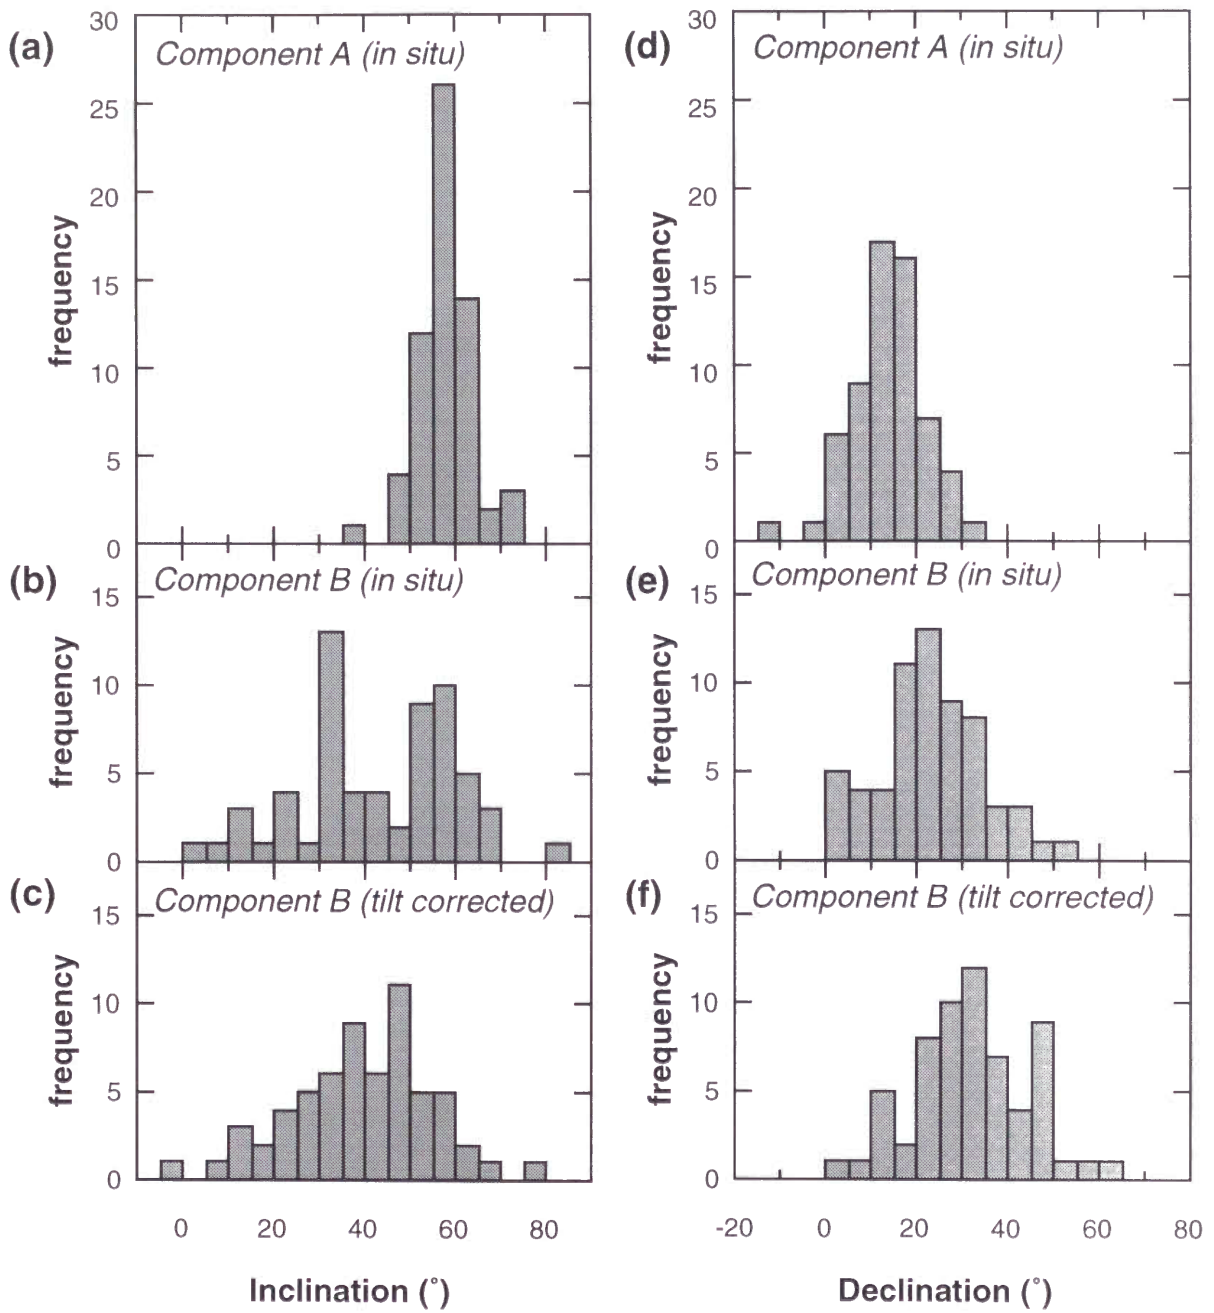 (a)
Component A (in situ)
30
25
20
15
10
5
0
frequency
(d)
Component A (in situ)
30
25
20
15
10
5
0
frequency
(b)
Component B (in situ)
15
10
5
0
frequency
(e)
Component B (in situ)
15
10
5
0
frequency
(c)
Component B (tilt corrected)
15
10
5
0
frequency
0 20 40 60 80
Inclination (°)
(f)
Component B (tilt corrected)
15
10
5
0
frequency
-20 0 20 40 60 80
Declination (°)